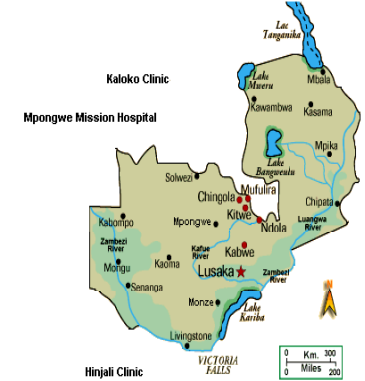 Lac
Tanganika
Kaloko Clinic
Lake
Mweru
Mbala
Mpongwe Mission Hospital
Kawambwa
Kasama
Mpika
Lake
Bangweulu
Solwezi
Mufulira
Chingola
Chipata
Kitwe
Luangwa
River
Kabompo
Mpongwe
Ndola
Zambezi
River
Kafue
River
Kabwe
Mongu
Kaoma
Lusaka
Zambezi
River
Senanga
Monze
Lake
Kariba
Livingstone
VICTORIA
FALLS
Hinjali Clinic
0 Km. 300
0 Miles 200